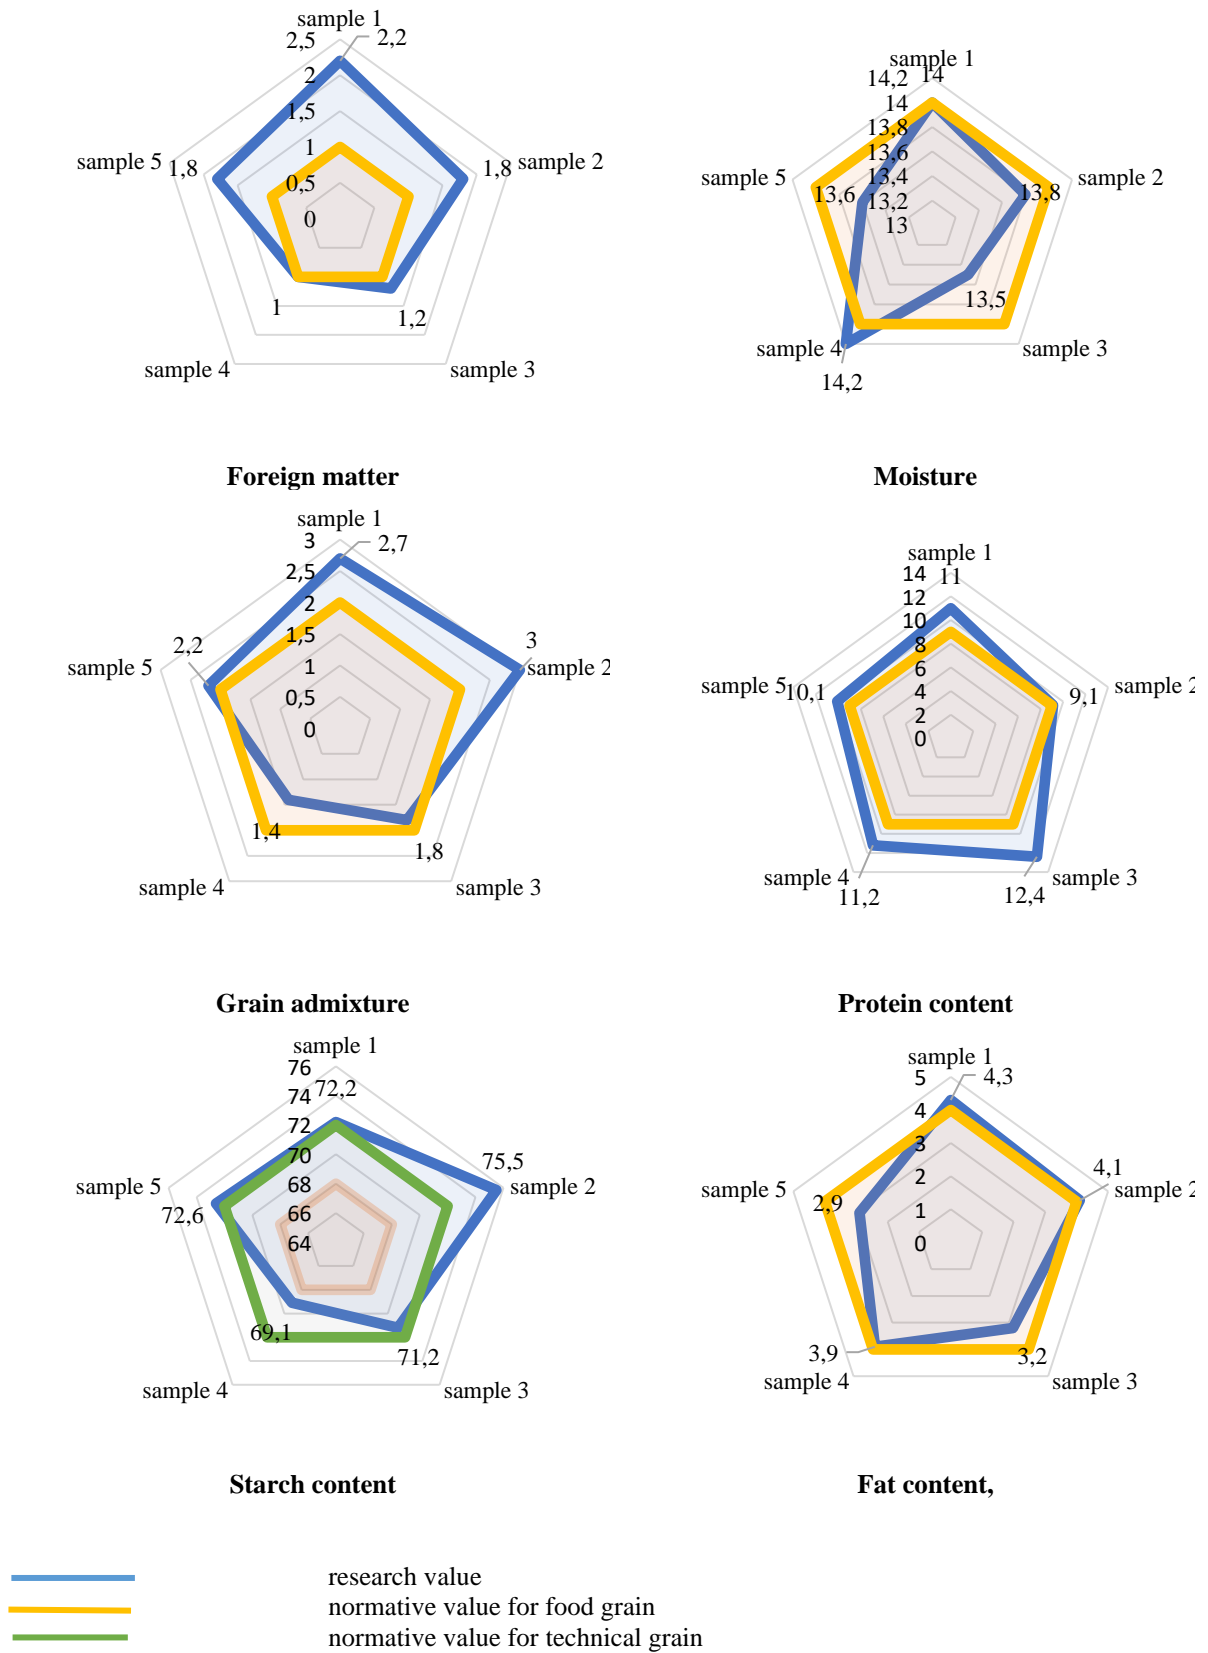 sample 1
2,5
2,2
2
1,5
1
0,5
0
sample 5
1,8
1,8
sample 2
1
1,2
sample 4
sample 3
Foreign matter
sample 1
14,2
14
14
13,8
13,6
13,4
13,2
13
sample 5
13,6
13,8
sample 2
13,5
sample 4
sample 3
14,2
Moisture
sample 1
3
2,7
2,5
2
1,5
1
0,5
0
2,2
sample 5
3
sample 2
1,4
1,8
sample 4
sample 3
Grain admixture
sample 1
14
11
12
10
8
6
4
2
0
sample 5
10,1
9,1
sample 2
sample 4
sample 3
11,2
12,4
Protein content
sample 1
76
72,2
74
72
70
68
66
64
sample 5
72,6
75,5
sample 2
69,1
71,2
sample 4
sample 3
Starch content
sample 1
5
4,3
4
3
2
1
0
sample 5
2,9
4,1
sample 2
3,9
3,2
sample 4
sample 3
Fat content,
research value
normative value for food grain
normative value for technical grain